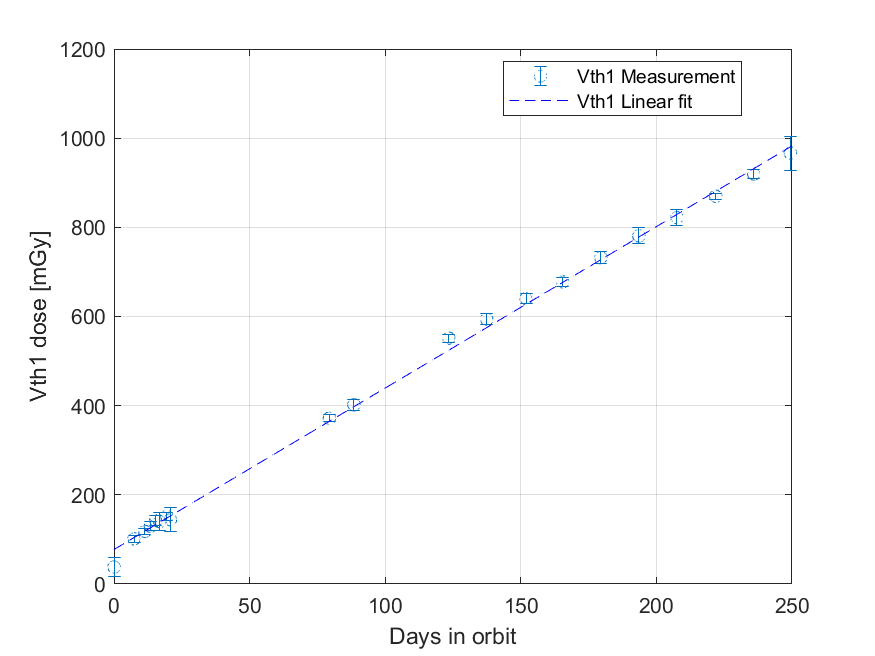 1200
1000
800
600
400
200
0
Vth1 dose [mGy]
Vth1 Measurement
Vth1 Linear fit
0 50 100 150 200 250
Days in orbit